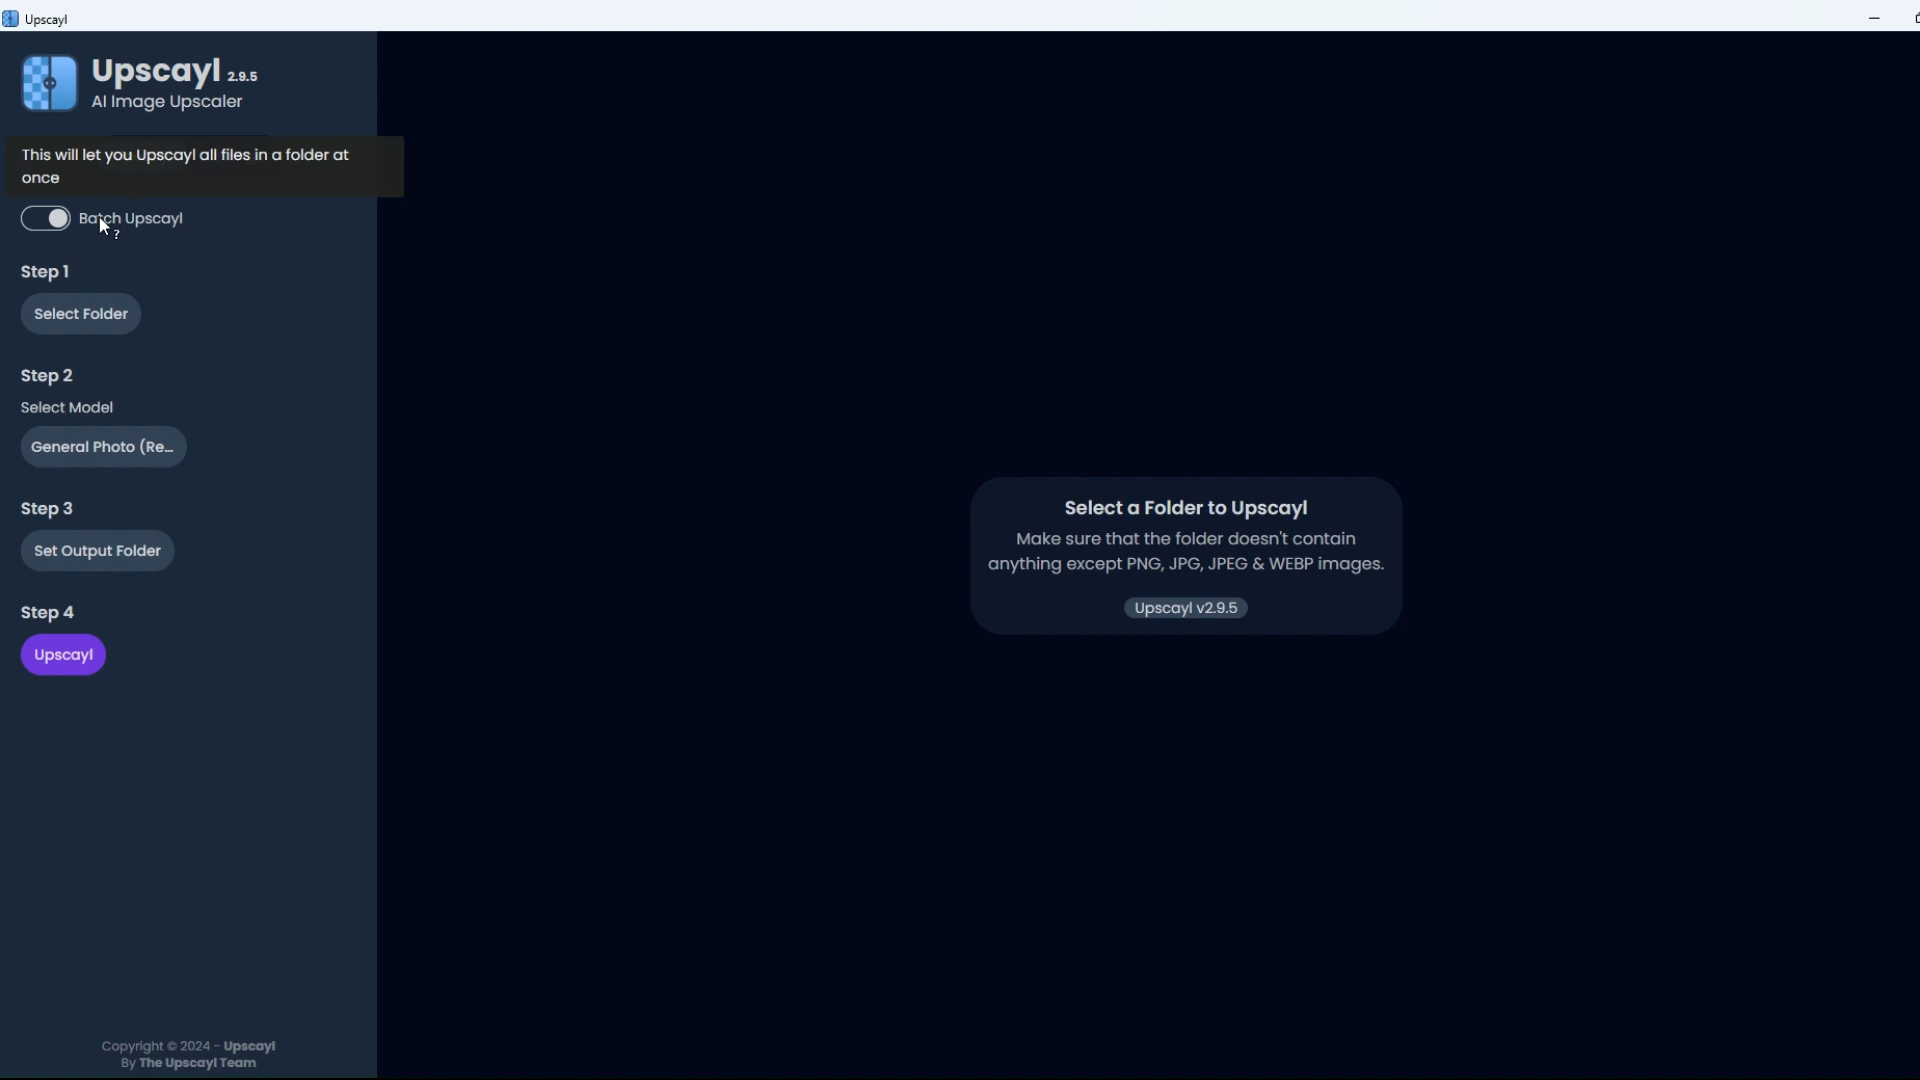 Upscayl
Upscayl 2.9.5
AI Image Upscaler
This will let you Upscayl all files in a folder at
once
Batch Upscayl
Step 1
Select Folder
Step 2
Select Model
General Photo (Re...
Step 3
Set Output Folder
Step 4
Upscayl
Select a Folder to Upscayl
Make sure that the folder doesn't contain
anything except PNG, JPG, JPEG & WEBP images.
Upscayl v2.9.5
Copyright © 2024 - Upscayl
By The Upscayl Team